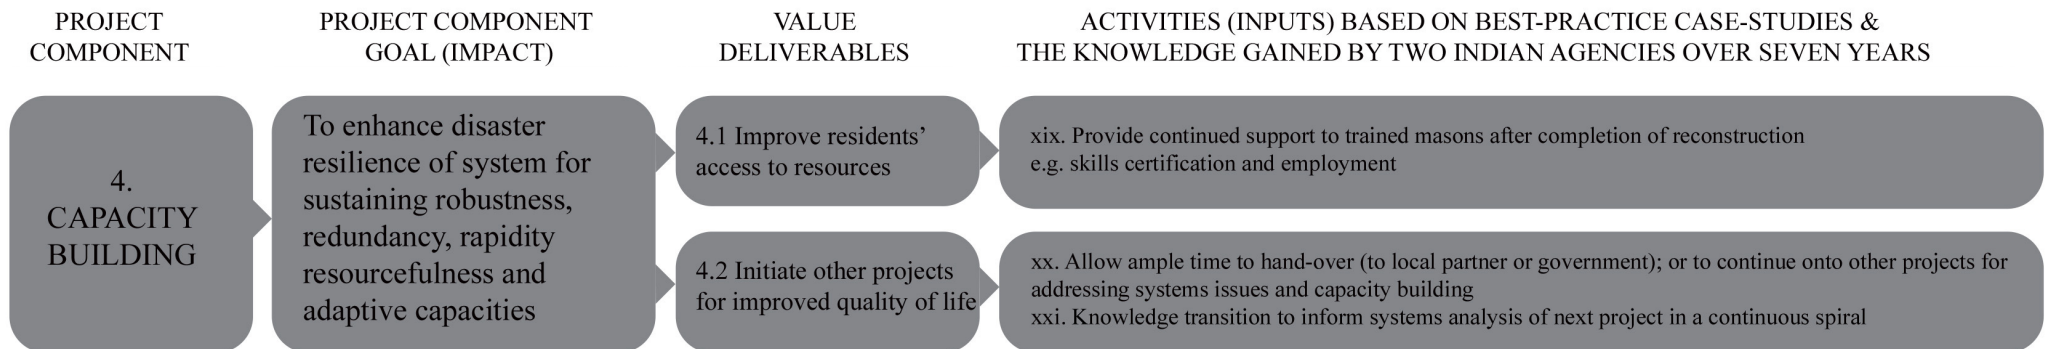 PROJECT
COMPONENT
PROJECT COMPONENT
GOAL (IMPACT)
VALUE
DELIVERABLES
ACTIVITIES (INPUTS) BASED ON BEST-PRACTICE CASE-STUDIES &
THE KNOWLEDGE GAINED BY TWO INDIAN AGENCIES OVER SEVEN YEARS
4.
CAPACITY
BUILDING
To enhance disaster
resilience of system for
sustaining robustness,
redundancy, rapidity
resourcefulness and
adaptive capacities
4.1 Improve residents’
access to resources
xix. Provide continued support to trained masons after completion of reconstruction
e.g. skills certification and employment
4.2 Initiate other projects
for improved quality of life
xx. Allow ample time to hand-over (to local partner or government); or to continue onto other projects for
addressing systems issues and capacity building
xxi. Knowledge transition to inform systems analysis of next project in a continuous spiral